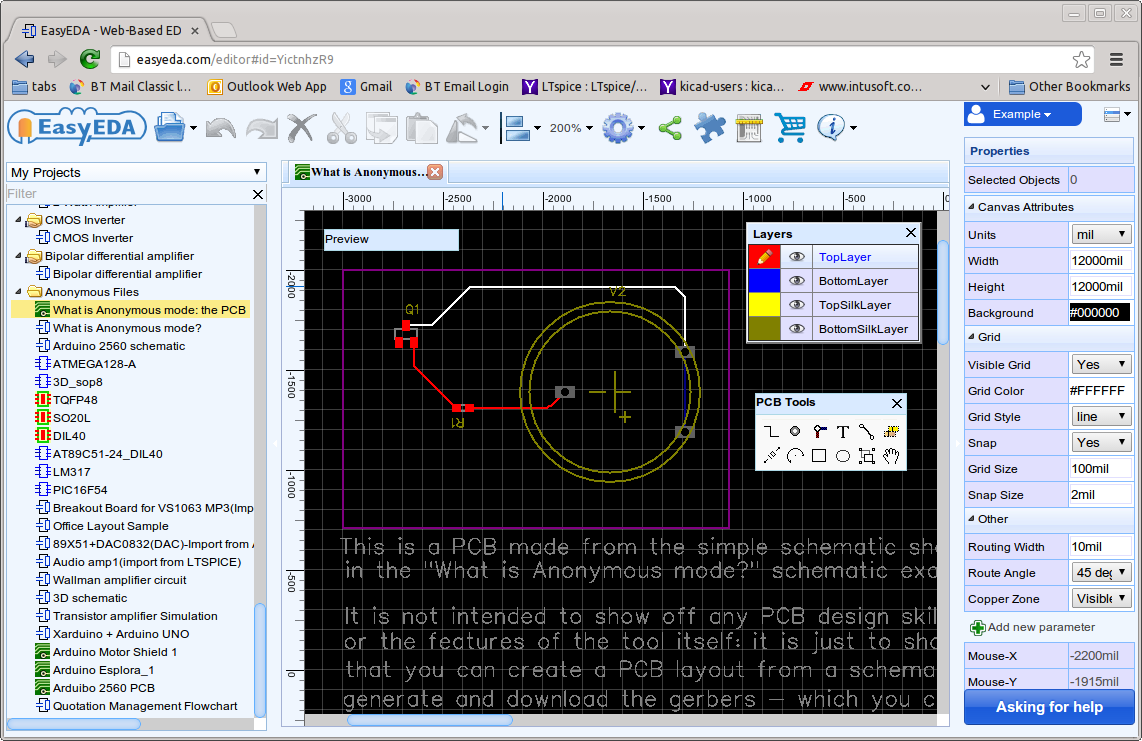 EasyEDA - Web-Based ED
easyeda.com/editor#id=YictnhzR9
tabs
BT Mail Classic l...
Outlook Web App
Gmail
BT Email Login
LTspice : LTspice/...
kicad-users : kica...
www.intusoft.co...
Other Bookmarks
EasyEDA
200%
Example
My Projects
Filter
CMOS Inverter
CMOS Inverter
Bipolar differential amplifier
Bipolar differential amplifier
Anonymous Files
What is Anonymous mode: the PCB
What is Anonymous mode?
Arduino 2560 schematic
ATMEGA128-A
3D_sop8
TQFP48
SO20L
DIL40
AT89C51-24_DIL40
LM317
PIC16F54
Breakout Board for VS1063 MP3(Imp
Office Layout Sample
89X51+DAC0832(DAC)-Import from
Audio amp1(import from LTSPICE)
Wallman amplifier circuit
3D schematic
Transistor amplifier Simulation
Xarduino + Arduino UNO
Arduino Motor Shield 1
Arduino Esplora_1
Arduibo 2560 PCB
Quotation Management Flowchart
What is Anonymous...
-3000
-2500
-2000
-1500
-1000
-500
-2000
-1500
-1000
-500
0
Preview
Q1
V2
R1
Layers
TopLayer
BottomLayer
TopSilkLayer
BottomSilkLayer
PCB Tools
T
This is a PCB made from the simple schematic sh
in the "What is Anonymous mode?" schematic exa
It is not intended to show off any PCB design skil
or the features of the tool itself: it is just to sho
that you can create a PCB layout from a schema
generate and download the gerbers – which you c
Properties
Selected Objects 0
Canvas Attributes
Units mil
Width 12000mil
Height 12000mil
Background #000000
Grid
Visible Grid Yes
Grid Color #FFFFFF
Grid Style line
Snap Yes
Grid Size 100mil
Snap Size 2mil
Other
Routing Width 10mil
Route Angle 45 deg
Copper Zone Visible
Add new parameter
Mouse-X -2200mil
Mouse-Y -1915mil
Asking for help